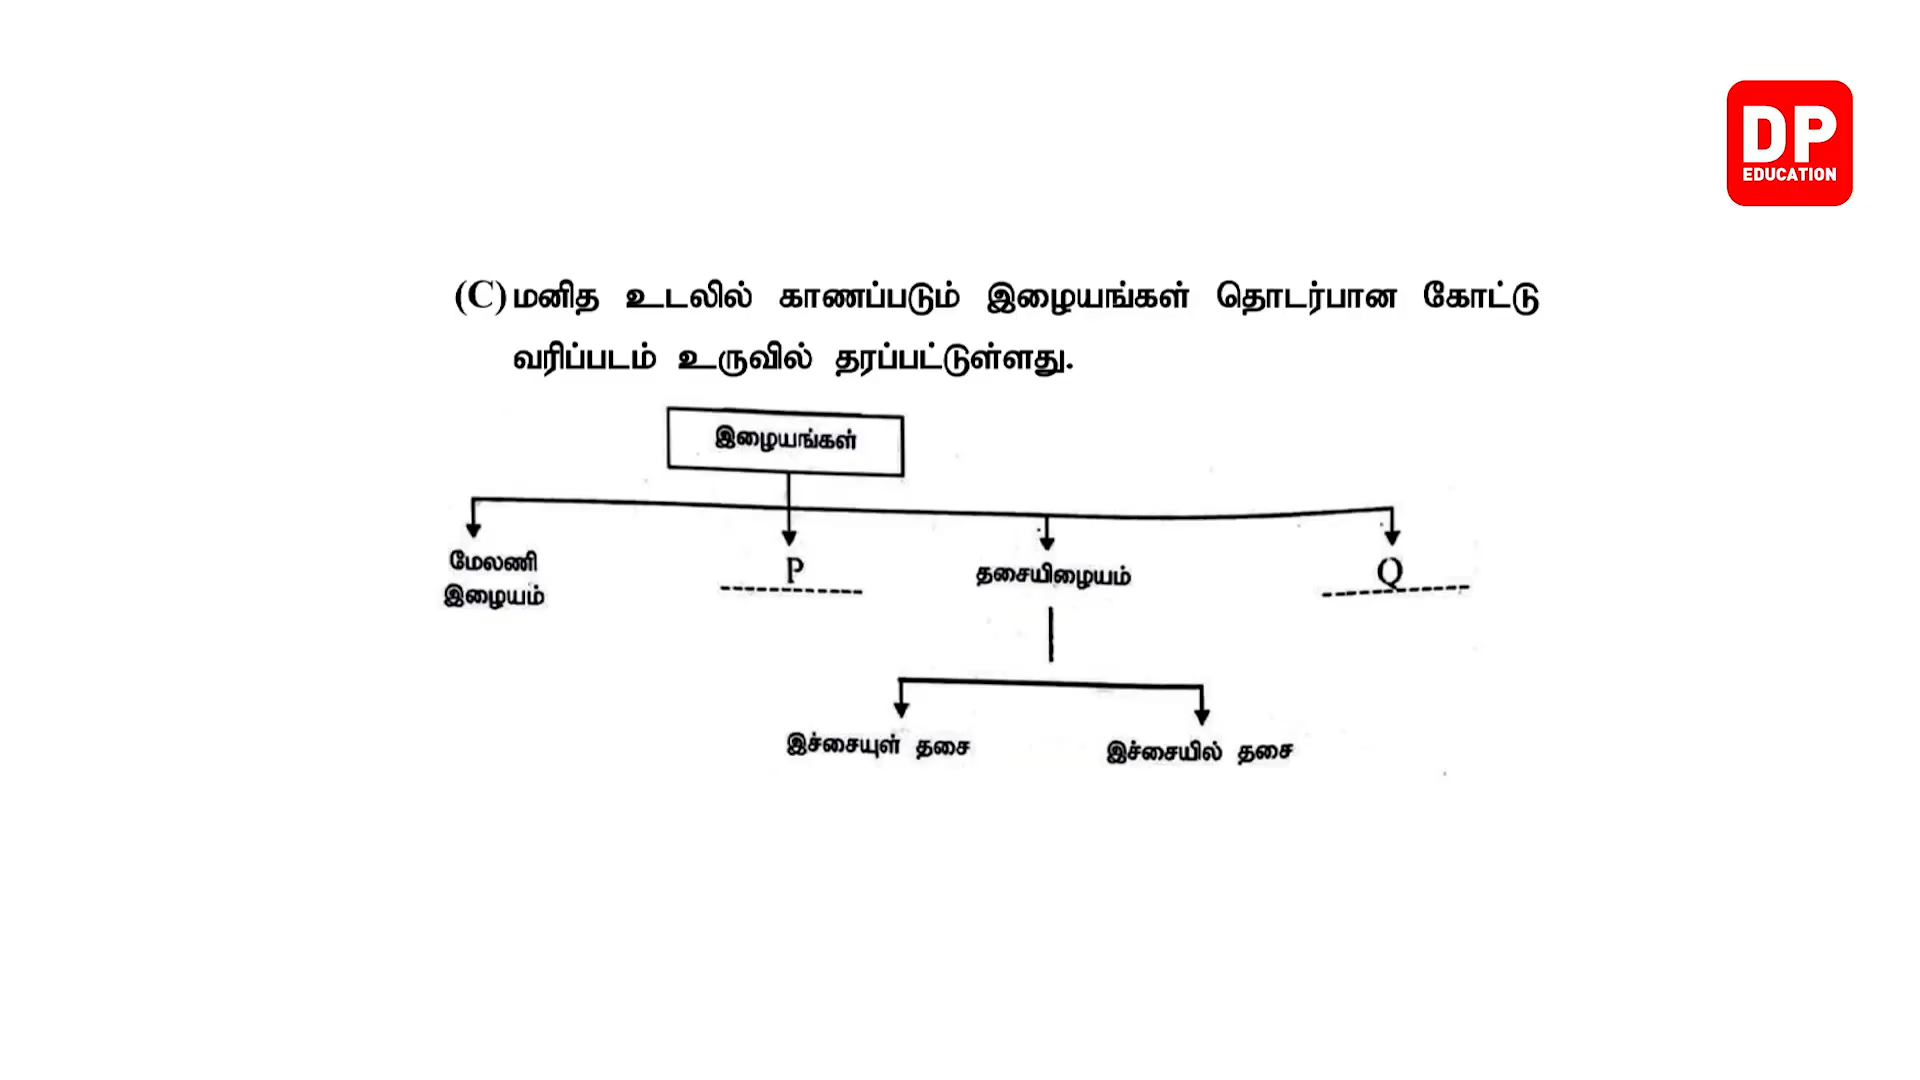 DP
EDUCATION
(C) மனித உடலில் காணப்படும் இழையங்கள் தொடர்பான கோட்டு
வரிப்படம் உருவில் தரப்பட்டுள்ளது.
இழையங்கள்
மேலணி
இழையம்
P
தசையிழையம்
Q
இச்சையுள் தசை
இச்சையில் தசை